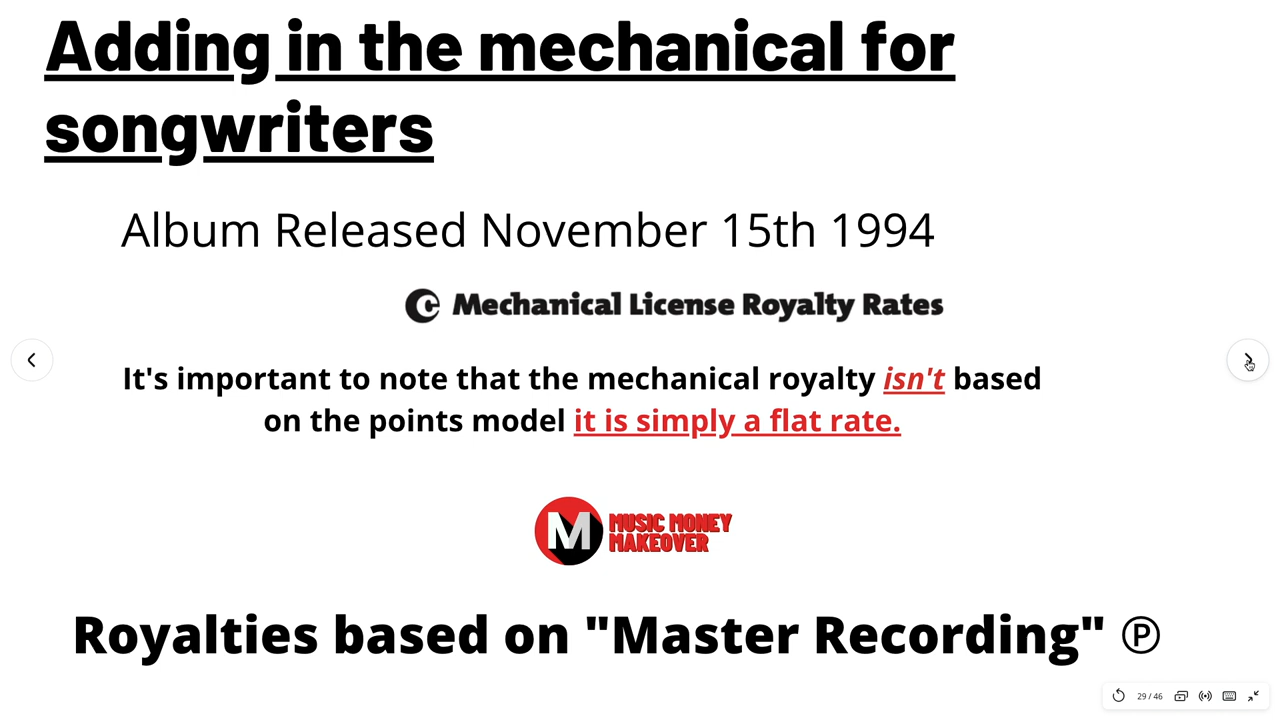 Adding in the mechanical for
songwriters
Album Released November 15th 1994
C Mechanical License Royalty Rates
It's important to note that the mechanical royalty isn't based
on the points model it is simply a flat rate.
M MUSIC MONEY
MAKEOVER
Royalties based on "Master Recording" ℗
29 / 46